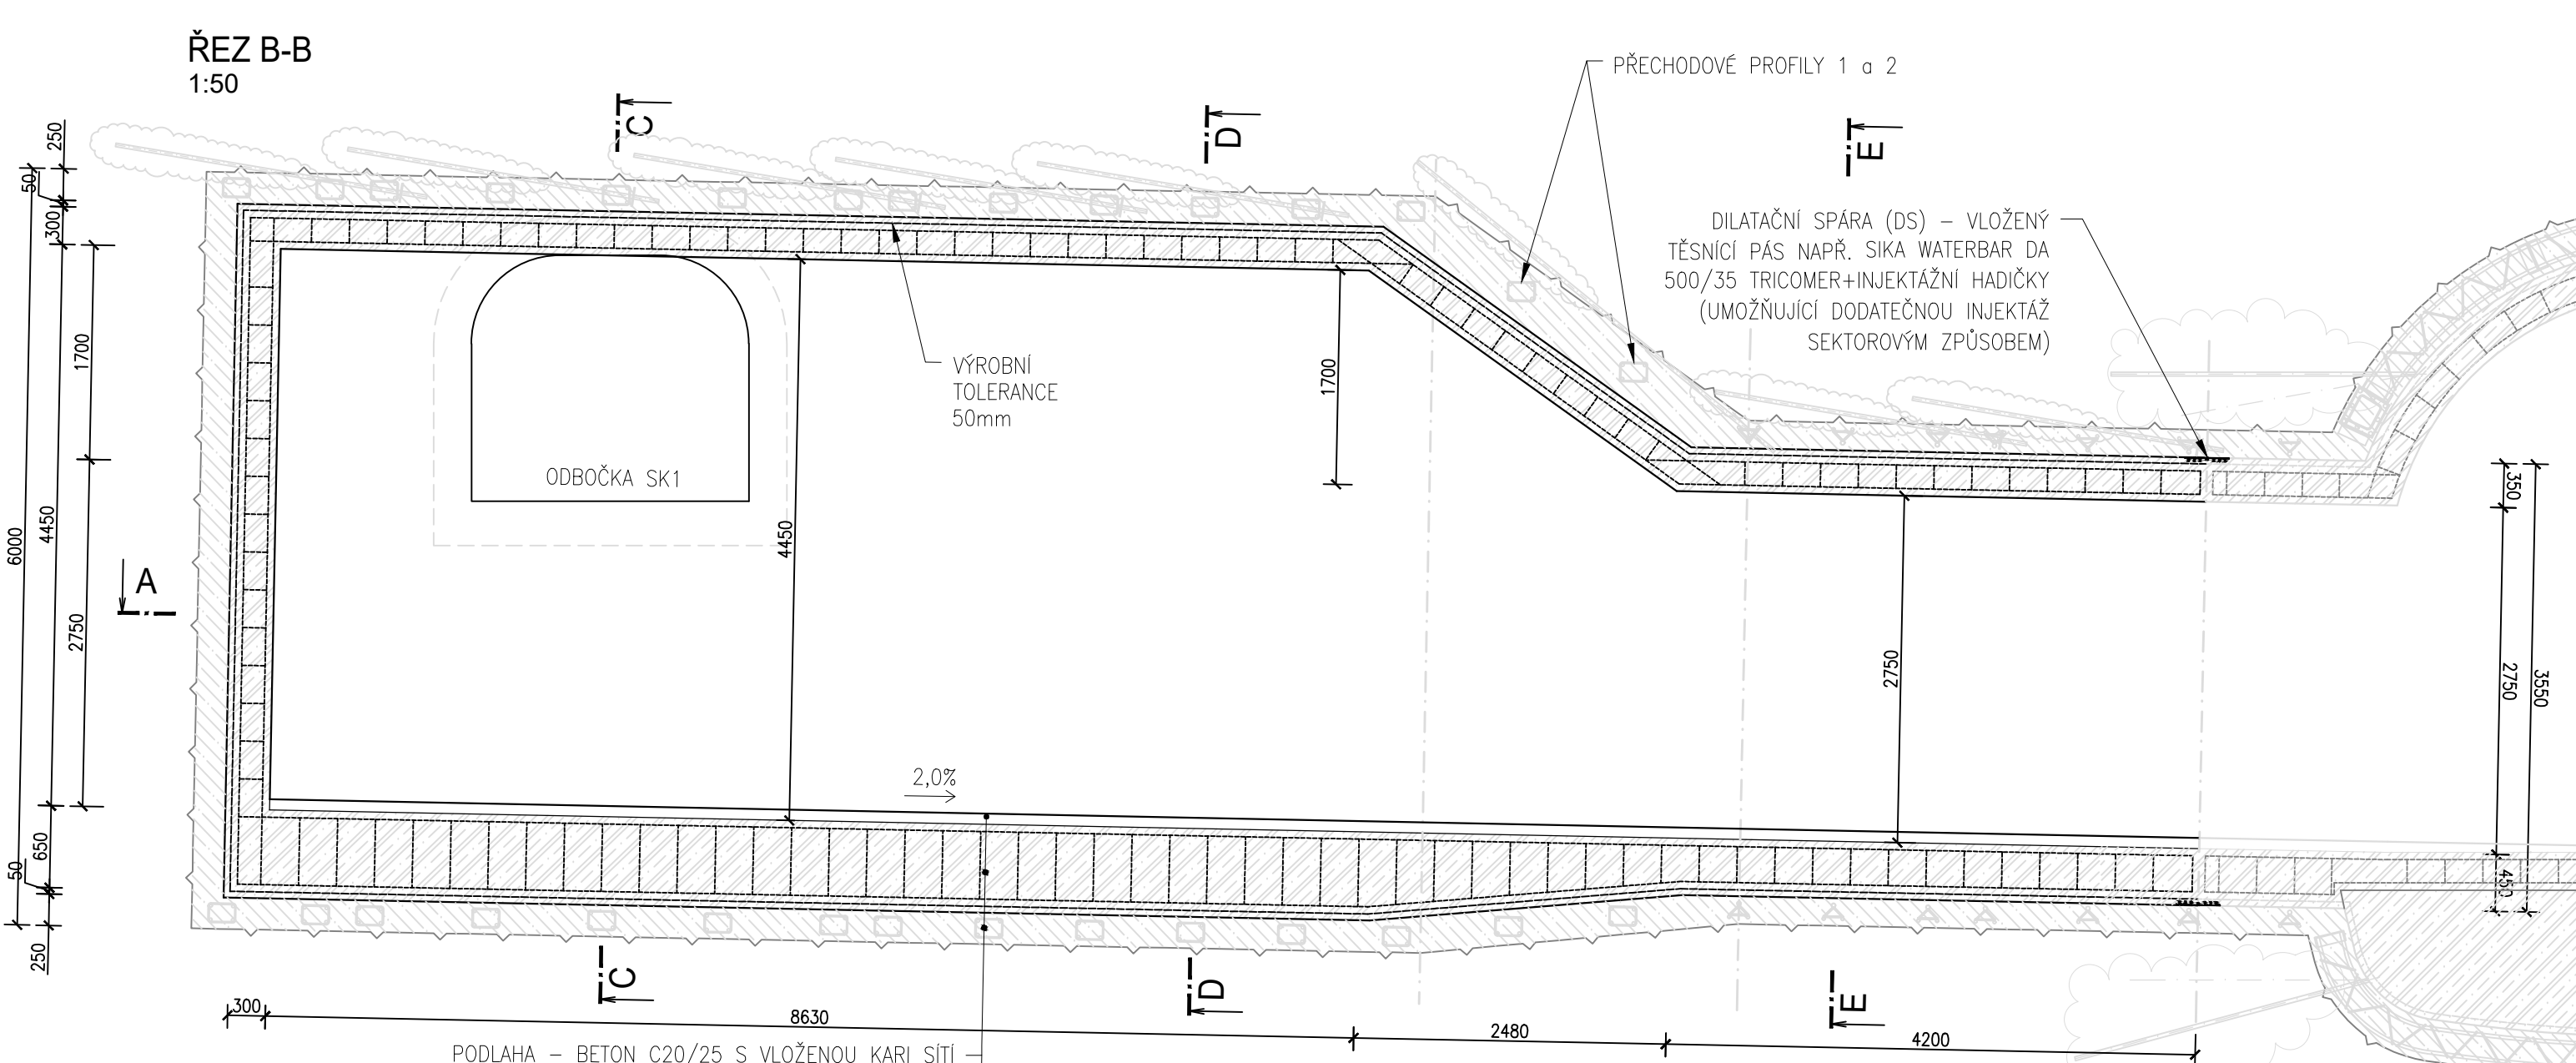 ŘEZ B-B
1:50
PŘECHODOVÉ PROFILY 1 a 2
C
D
E
DILATAČNÍ SPÁRA (DS) – VLOŽENÝ
TĚSNÍCÍ PÁS NAPŘ. SIKA WATERBAR DA
500/35 TRICOMER+INJEKTÁŽNÍ HADIČKY
(UMOŽŇUJÍCÍ DODATEČNOU INJEKTÁŽ
SEKTOROVÝM ZPŮSOBEM)
250
50
300
1700
6000
4450
2750
650
50
250
A
VÝROBNÍ
TOLERANCE
50mm
ODBOČKA SK1
4450
1700
2750
350
2750
3550
450
2,0%
C
D
E
300
8630
2480
4200
PODLAHA – BETON C20/25 S VLOŽENOU KARI SÍTÍ